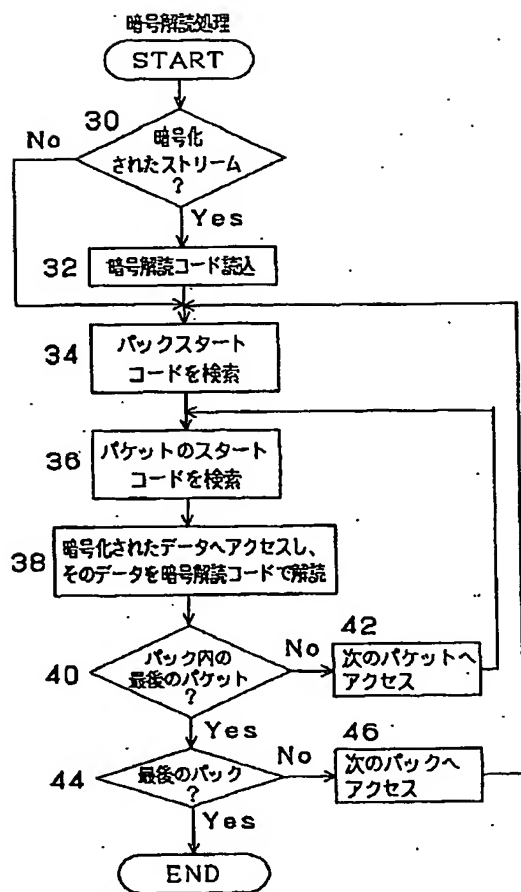 暗号解読処理
START
30
No
暗号化
されたストリーム
?
Yes
32
暗号解読コード読込
34
パックスタート
コードを検索
36
パケットのスタート
コードを検索
38
暗号化されたデータへアクセスし、
そのデータを暗号解読コードで解読
40
パック内の
最後のパケット
?
No
42
次のパケットへ
アクセス
Yes
44
最後のパック
?
No
46
次のパックへ
アクセス
Yes
END